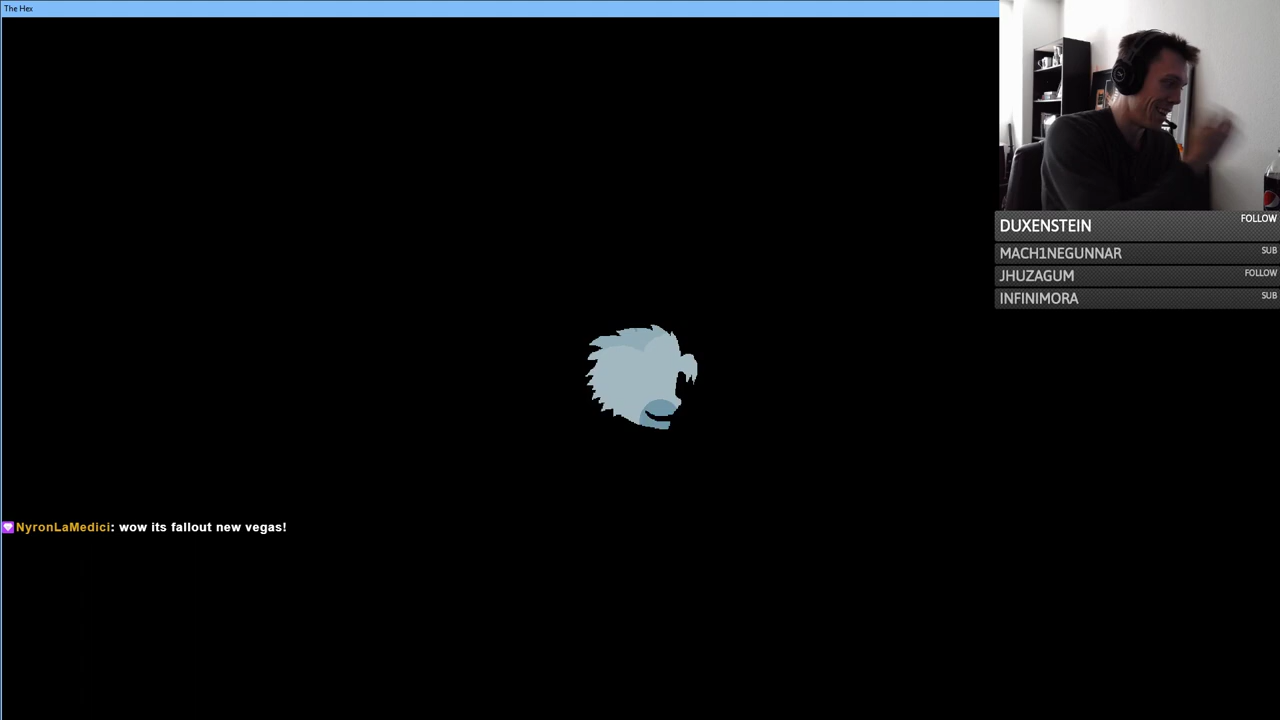 The Hex
DUXENSTEIN FOLLOW
MACH1NEGUNNAR SUB
JHUZAGUM FOLLOW
INFINIMORA SUB
NyronLaMedici: wow its fallout new vegas!